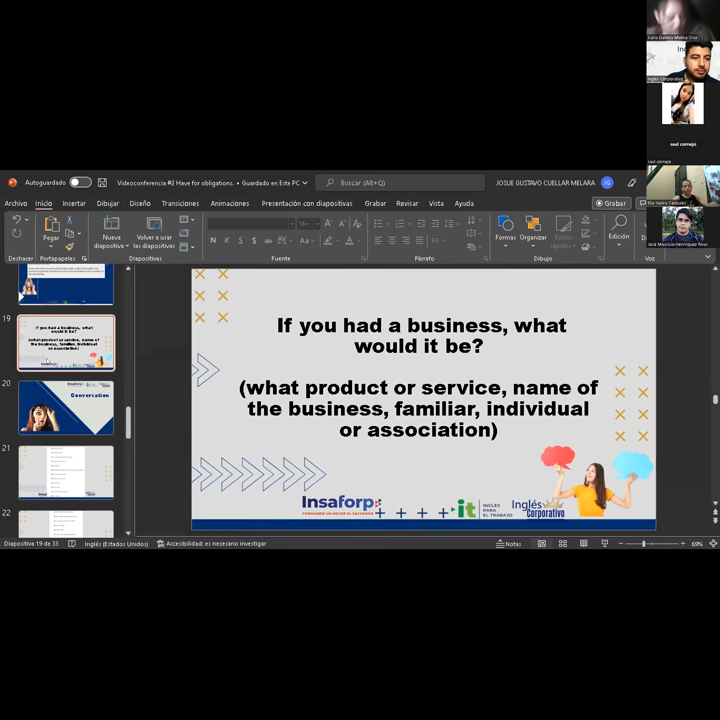 Karla Daniela Molina Cruz
Inglés Corporativo
saul cornejo
saul cornejo
José Mauricio Henríquez Rivas
Autoguardado
Videoconferencia #2 Have for obligations. • Guardado en Este PC
Buscar (Alt+Q)
JOSUE GUSTAVO CUELLAR MELARA
JG
Archivo
Inicio
Insertar
Dibujar
Diseño
Transiciones
Animaciones
Presentación con diapositivas
Grabar
Revisar
Vista
Ayuda
Grabar
Pegar
Nueva diapositiva
Volver a usar las diapositivas
Formas
Organizar
Estilos rápidos
Edición
Deshacer
Portapapeles
Diapositivas
Fuente
Párrafo
Dibujo
Voz
19
If you had a business, what
would it be?
(what product or service, name of
the business, familiar, individual
or association)
20
Conversation
21
22
If you had a business, what
would it be?
(what product or service, name of
the business, familiar, individual
or association)
Insaforp
FORMANDO UN MEJOR EL SALVADOR
it
INGLÉS
PARA
EL TRABAJO
Inglés
Corporativo
Diapositiva 19 de 33
Inglés (Estados Unidos)
Accesibilidad: es necesario investigar
Notas
69%